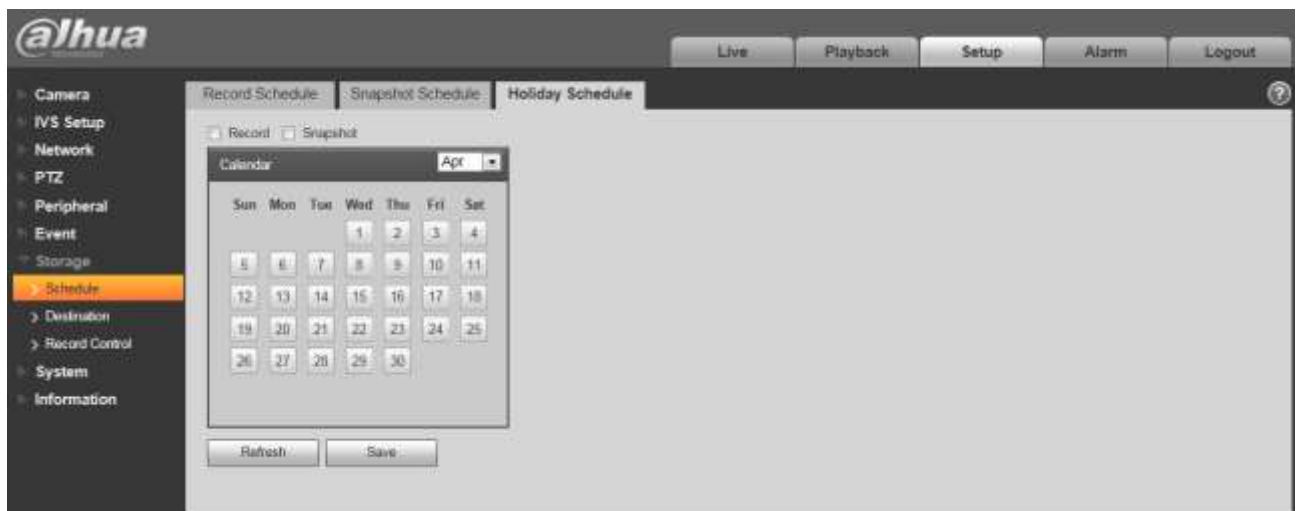 alhua
Live Playback Setup Alarm Logout
Camera
IVS Setup
Network
PTZ
Peripheral
Event
Storage
Schedule
Destination
Record Control
System
Information
Record Schedule Snapshot Schedule Holiday Schedule ?
Record Snapshot
Calendar Apr
Sun Mon Tue Wed Thu Fri Sat
1 2 3 4
5 6 7 8 9 10 11
12 13 14 15 16 17 18
19 20 21 22 23 24 25
26 27 28 29 30
Refresh Save